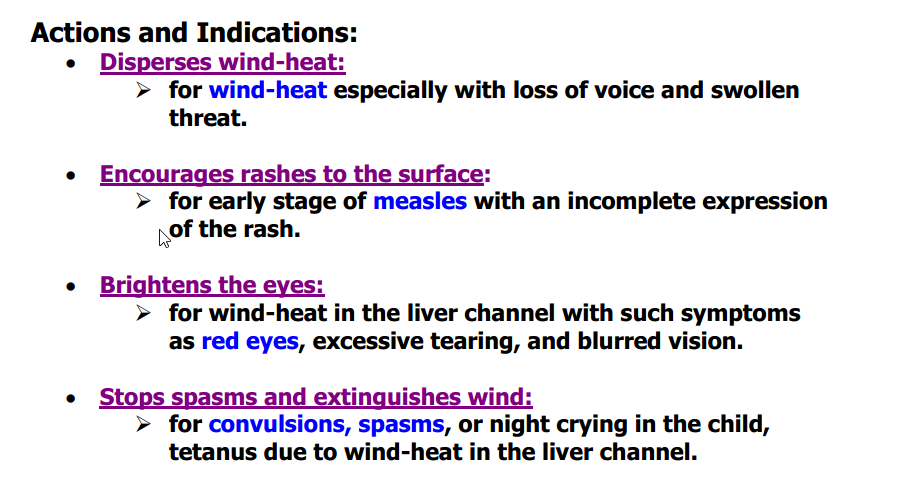 Actions and Indications:
• Disperses wind-heat:
➢ for wind-heat especially with loss of voice and swollen
threat.
• Encourages rashes to the surface:
➢ for early stage of measles with an incomplete expression
of the rash.
• Brightens the eyes:
➢ for wind-heat in the liver channel with such symptoms
as red eyes, excessive tearing, and blurred vision.
• Stops spasms and extinguishes wind:
➢ for convulsions, spasms, or night crying in the child,
tetanus due to wind-heat in the liver channel.